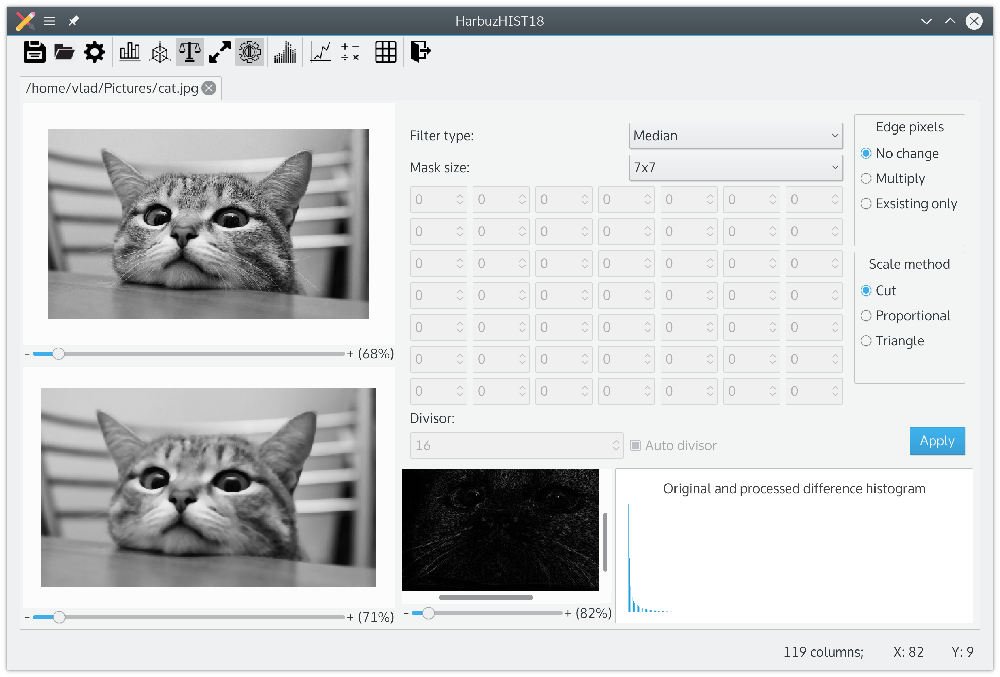 HarbuzHIST18
/home/vlad/Pictures/cat.jpg
Filter type:
Median
Mask size:
7x7
0 0 0 0 0 0 0
0 0 0 0 0 0 0
0 0 0 0 0 0 0
0 0 0 0 0 0 0
0 0 0 0 0 0 0
0 0 0 0 0 0 0
0 0 0 0 0 0 0
Divisor:
16
Auto divisor
Edge pixels
No change
Multiply
Exsisting only
Scale method
Cut
Proportional
Triangle
Apply
- + (68%)
- + (71%)
- + (82%)
Original and processed difference histogram
119 columns; X: 82 Y: 9